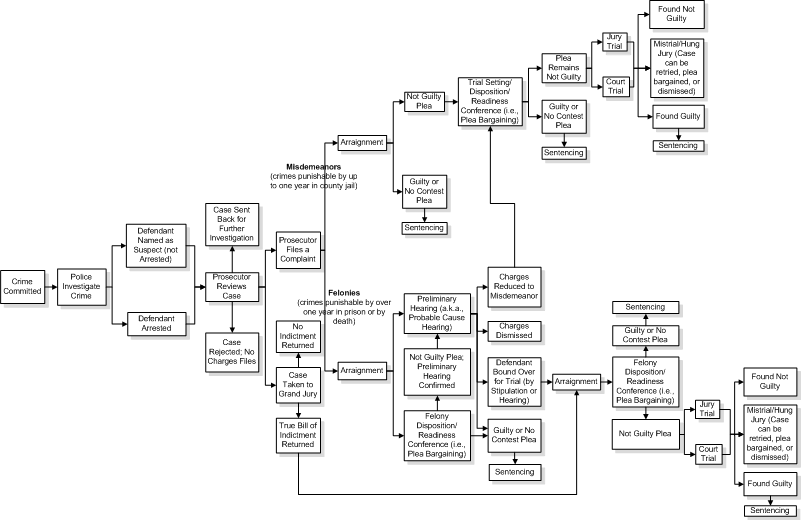 Crime
Committed
Police
Investigate
Crime
Defendant
Named as
Suspect (not
Arrested)
Defendant
Arrested
Case Sent
Back for
Further
Investigation
Prosecutor
Reviews
Case
Case
Rejected; No
Charges Files
Prosecutor
Files a
Complaint
No
Indictment
Returned
Case
Taken to
Grand Jury
True Bill of
Indictment
Returned
Misdemeanors
(crimes punishable by up
to one year in county jail)
Arraignment
Not Guilty
Plea
Guilty or
No Contest
Plea
Sentencing
Trial Setting/
Disposition/
Readiness
Conference (i.e.,
Plea Bargaining)
Plea
Remains
Not Guilty
Guilty or
No Contest
Plea
Sentencing
Jury
Trial
Court
Trial
Found Not
Guilty
Mistrial/Hung
Jury (Case
can be
retried, plea
bargained, or
dismissed)
Found Guilty
Sentencing
Felonies
(crimes punishable by over
one year in prison or by
death)
Arraignment
Preliminary
Hearing (a.k.a.,
Probable Cause
Hearing)
Not Guilty Plea;
Preliminary
Hearing
Confirmed
Felony
Disposition/
Readiness
Conference (i.e.,
Plea Bargaining)
Charges
Reduced to
Misdemeanor
Charges
Dismissed
Defendant
Bound Over
for Trial (by
Stipulation
or Hearing)
Guilty or No
Contest Plea
Sentencing
Arraignment
Sentencing
Guilty or No
Contest Plea
Felony
Disposition/
Readiness
Conference (i.e.,
Plea Bargaining)
Not Guilty Plea
Jury
Trial
Court
Trial
Found Not
Guilty
Mistrial/Hung
Jury (Case
can be
retried, plea
bargained, or
dismissed)
Found Guilty
Sentencing